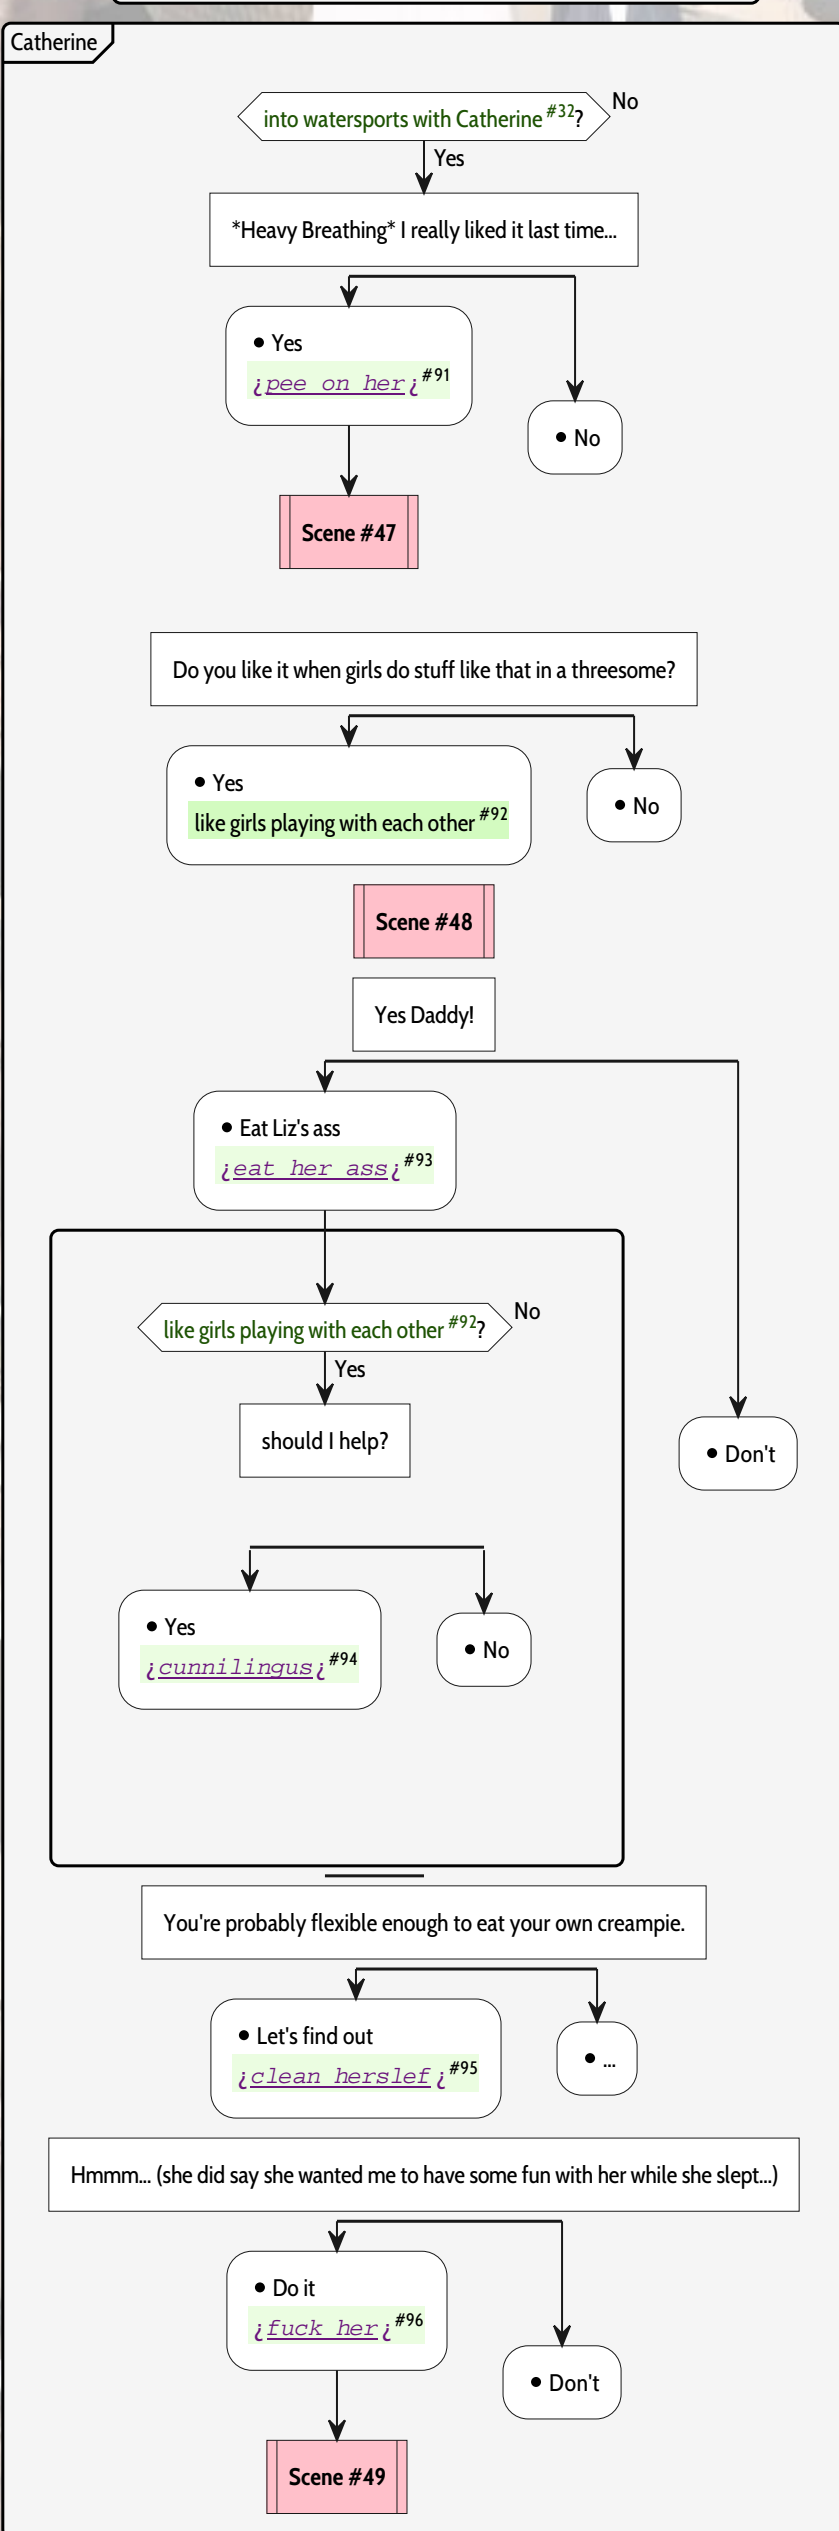 Catherine
into watersports with Catherine #32?
No
Yes
*Heavy Breathing* I really liked it last time...
• Yes
¿pee on her¿ #91
• No
Scene #47
Do you like it when girls do stuff like that in a threesome?
• Yes
like girls playing with each other #92
• No
Scene #48
Yes Daddy!
• Eat Liz's ass
¿eat her ass¿ #93
like girls playing with each other #92?
No
Yes
should I help?
• Don't
• Yes
¿cunnilingus¿ #94
• No
You're probably flexible enough to eat your own creampie.
• Let's find out
¿clean herslef¿ #95
• ...
Hmmm... (she did say she wanted me to have some fun with her while she slept...)
• Do it
¿fuck her¿ #96
• Don't
Scene #49